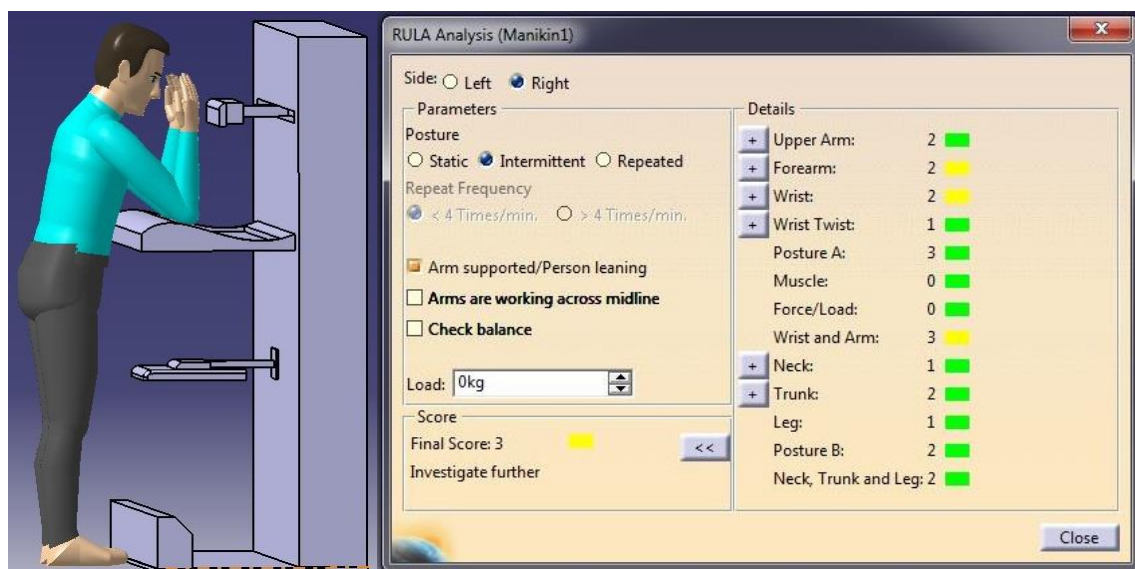 RULA Analysis (Manikin1)
Side: Left Right
Parameters
Posture
Static Intermittent Repeated
Repeat Frequency
< 4 Times/min. > 4 Times/min.
Arm supported/Person leaning
Arms are working across midline
Check balance
Load: 0kg
Score
Final Score: 3
<<
Investigate further
Details
+ Upper Arm: 2
+ Forearm: 2
+ Wrist: 2
+ Wrist Twist: 1
Posture A: 3
Muscle: 0
Force/Load: 0
Wrist and Arm: 3
+ Neck: 1
+ Trunk: 2
Leg: 1
Posture B: 2
Neck, Trunk and Leg: 2
Close